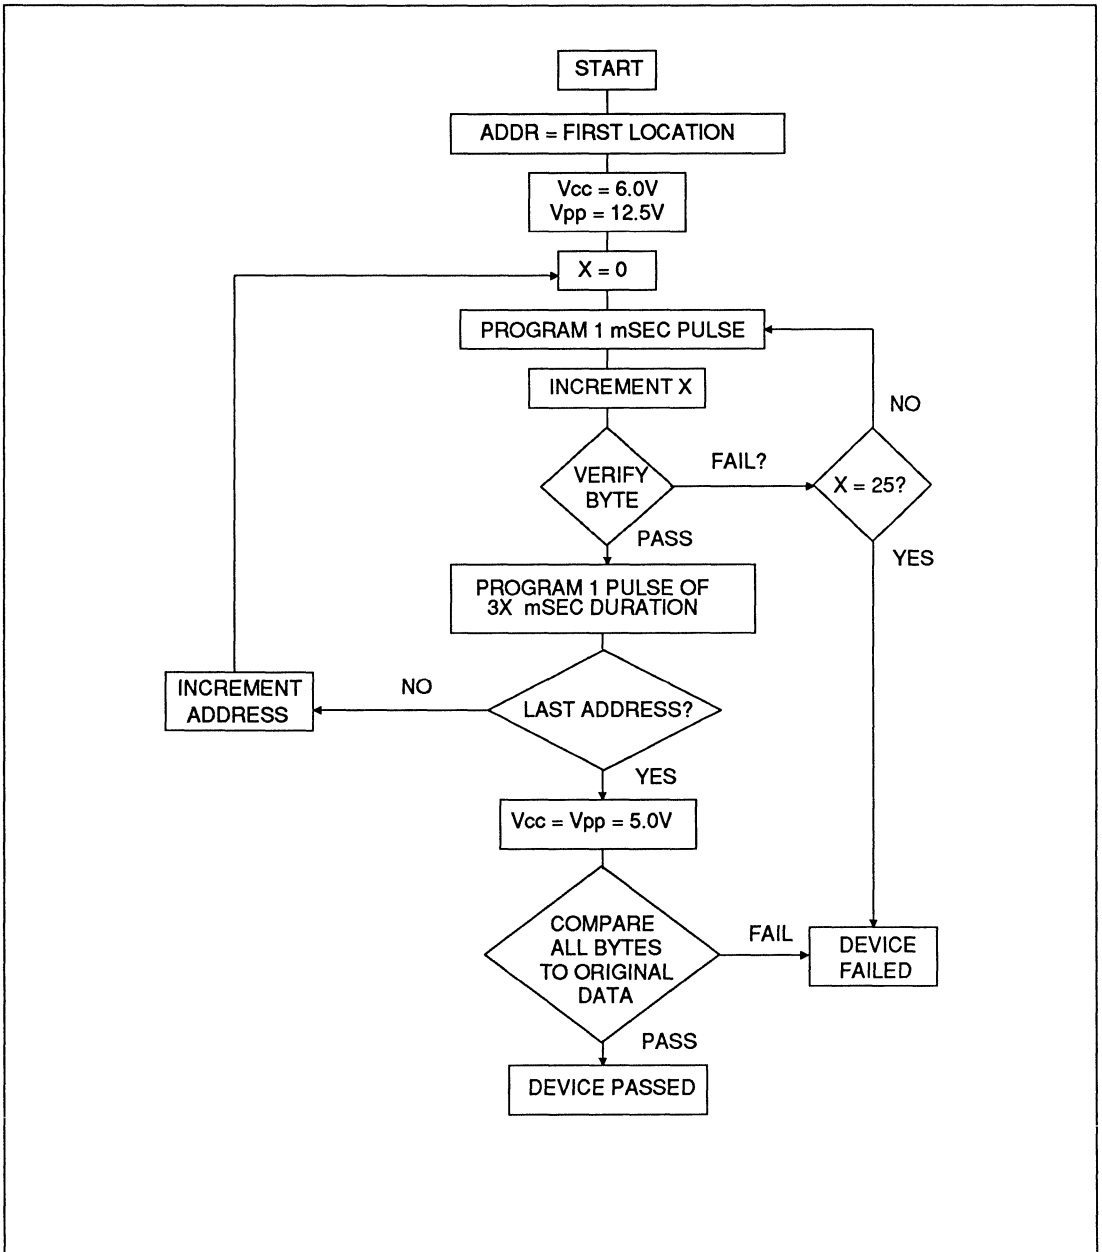 START
ADDR = FIRST LOCATION
Vcc = 6.0V
Vpp = 12.5V
X = 0
PROGRAM 1 mSEC PULSE
INCREMENT X
NO
VERIFY
BYTE
FAIL?
X = 25?
PASS
YES
PROGRAM 1 PULSE OF
3X mSEC DURATION
INCREMENT
ADDRESS
NO
LAST ADDRESS?
YES
Vcc = Vpp = 5.0V
COMPARE
ALL BYTES
TO ORIGINAL
DATA
FAIL
DEVICE
FAILED
PASS
DEVICE PASSED